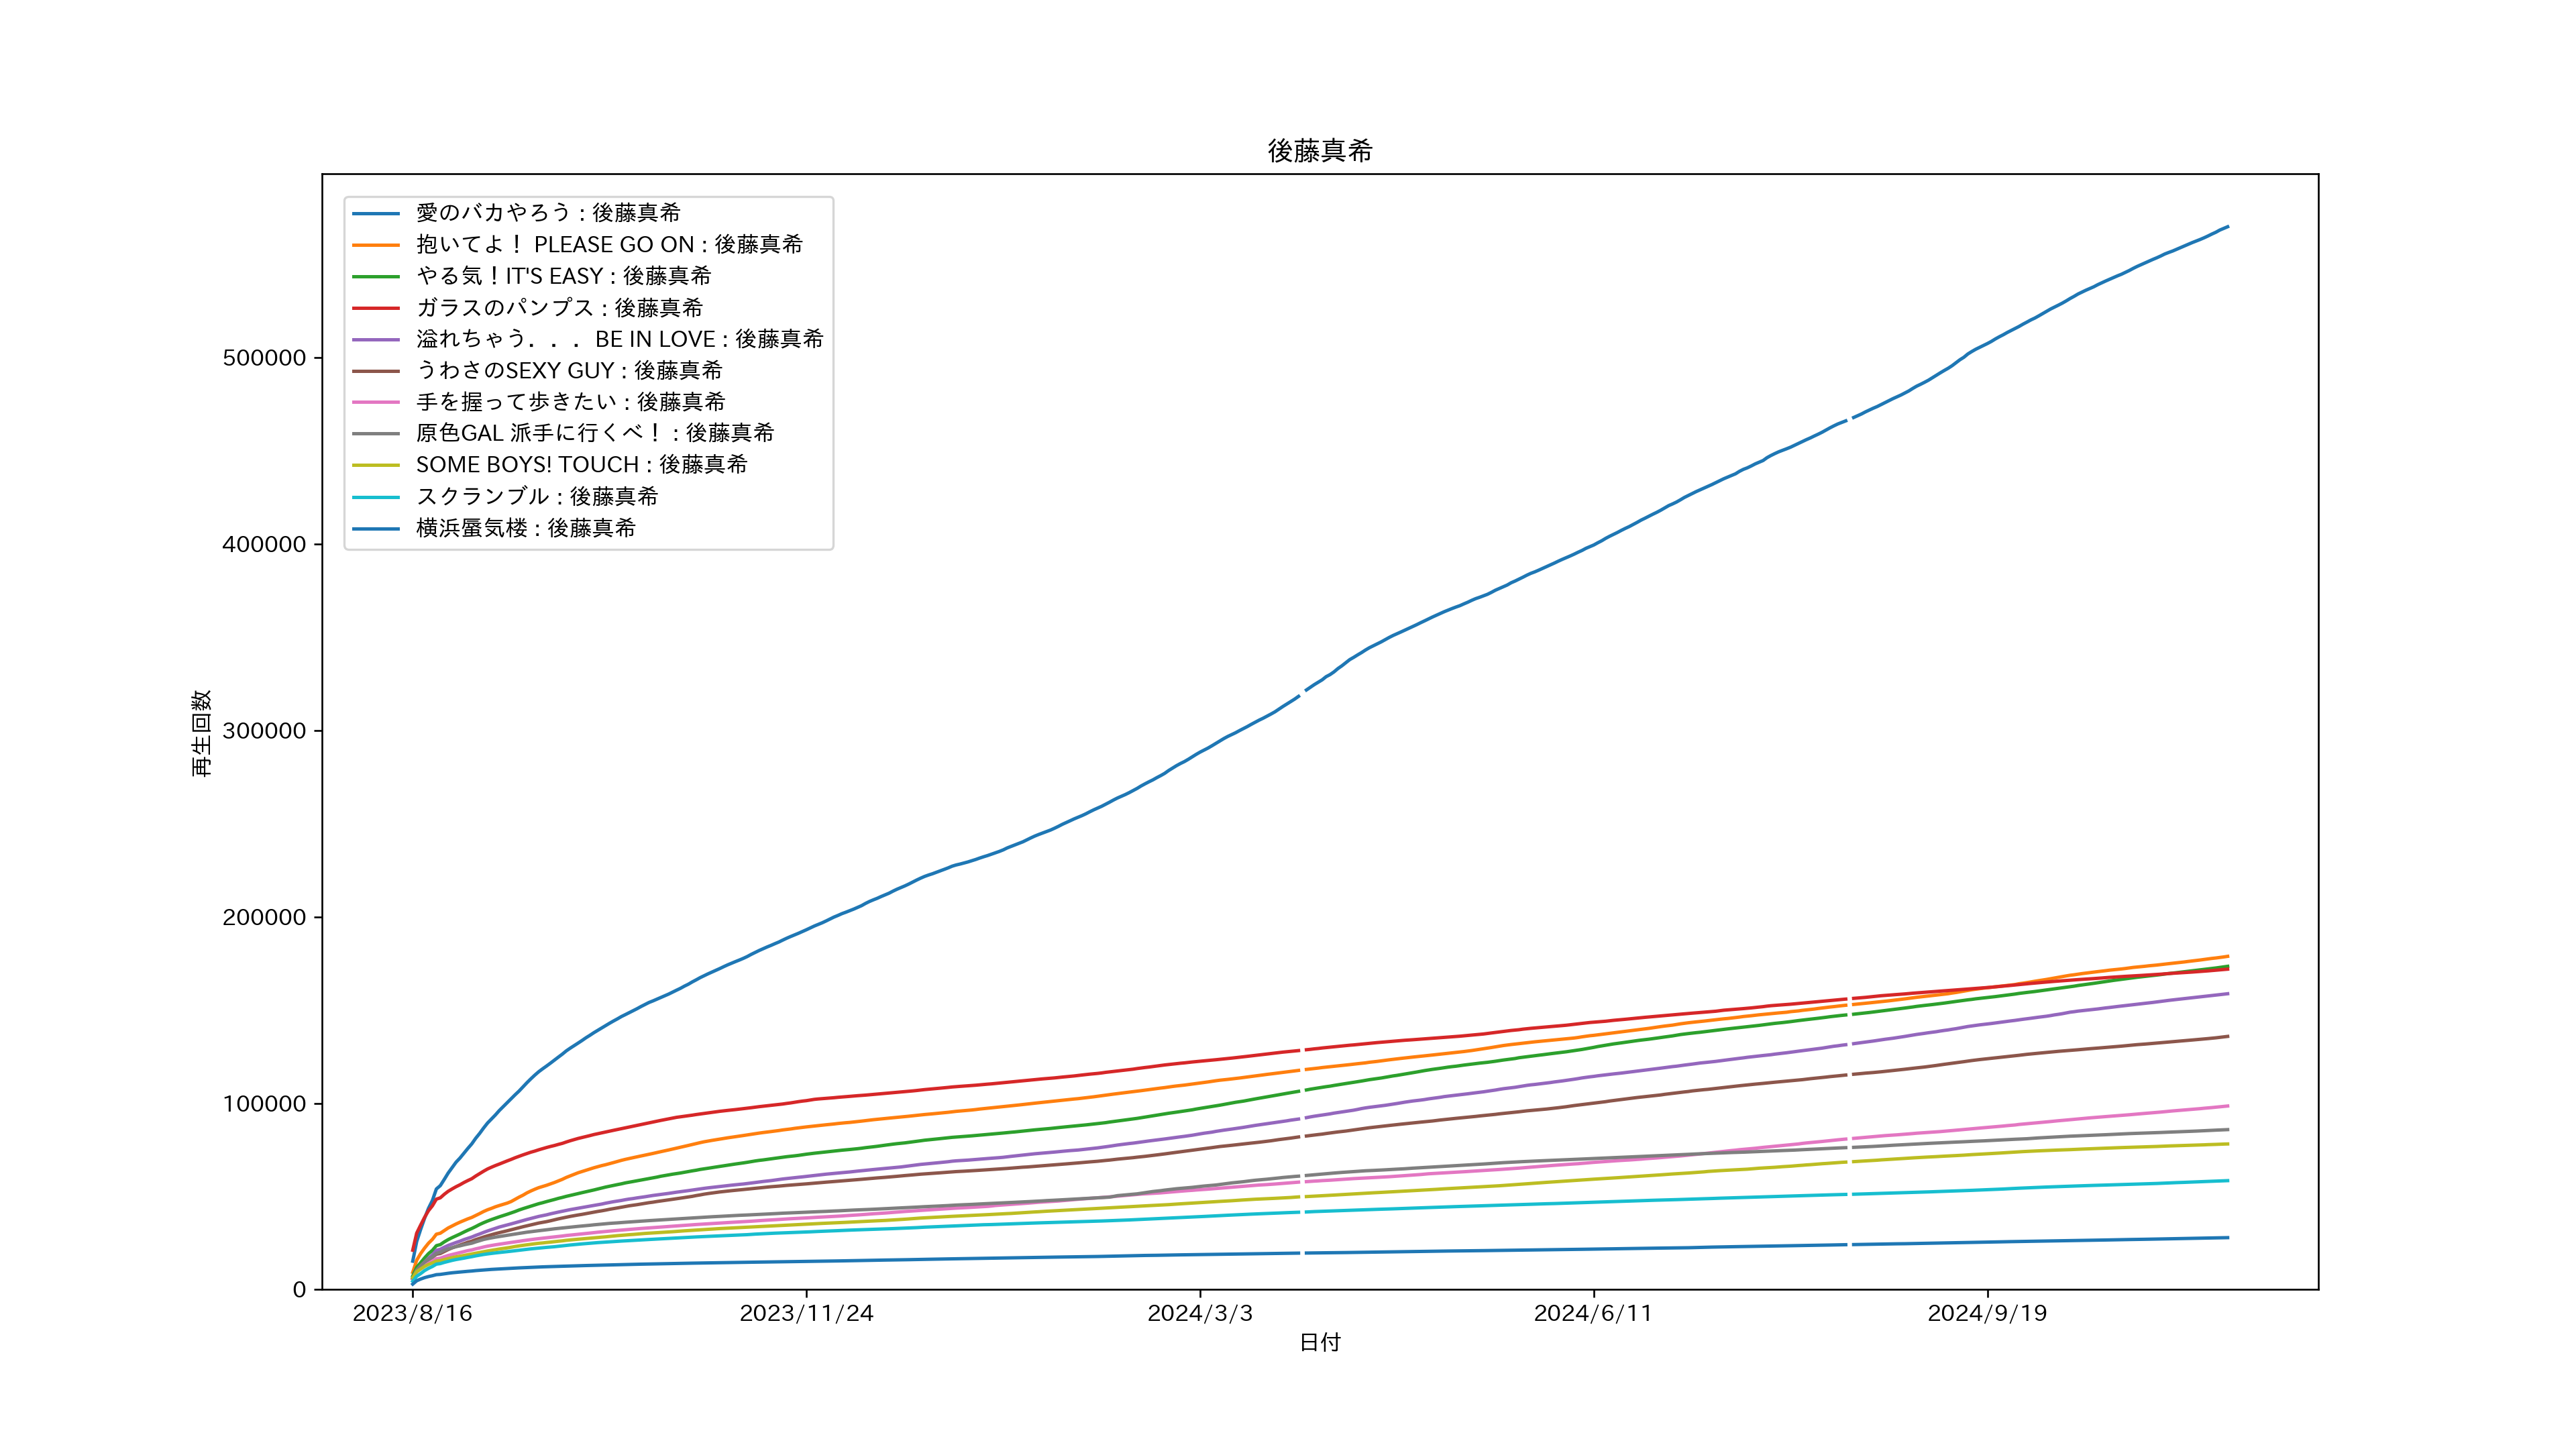 後藤真希
愛のバカやろう : 後藤真希
抱いてよ！ PLEASE GO ON : 後藤真希
やる気！IT'S EASY : 後藤真希
ガラスのパンプス : 後藤真希
溢れちゃう．．． BE IN LOVE : 後藤真希
うわさのSEXY GUY : 後藤真希
手を握って歩きたい : 後藤真希
原色GAL 派手に行くべ！ : 後藤真希
SOME BOYS! TOUCH : 後藤真希
スクランブル : 後藤真希
横浜蜃気楼 : 後藤真希
再生回数
500000
400000
300000
200000
100000
0
2023/8/16 2023/11/24 2024/3/3 2024/6/11 2024/9/19
日付